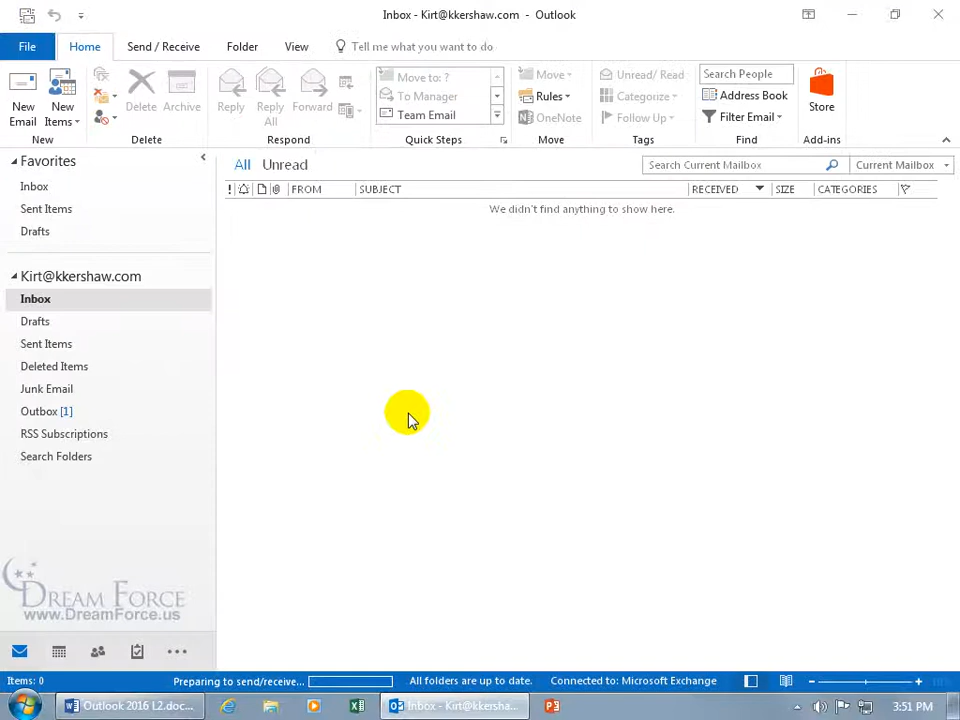 Inbox - Kirt@kkershaw.com - Outlook
File Home Send / Receive Folder View Tell me what you want to do
New Email
New Items
Delete
Archive
Reply
Reply All
Forward
Move to: ?
To Manager
Team Email
Move
Rules
OneNote
Unread/ Read
Categorize
Follow Up
Search People
Address Book
Filter Email
Store
New Delete Respond Quick Steps Move Tags Find Add-ins
Favorites
Inbox
Sent Items
Drafts
Kirt@kkershaw.com
Inbox
Drafts
Sent Items
Deleted Items
Junk Email
Outbox [1]
RSS Subscriptions
Search Folders
All Unread
Search Current Mailbox Current Mailbox
! FROM SUBJECT RECEIVED SIZE CATEGORIES
We didn't find anything to show here.
DREAM FORCE
www.DreamForce.us
Items: 0 Preparing to send/receive... All folders are up to date. Connected to: Microsoft Exchange
Outlook 2016 L2.doc... Inbox - Kirt@kkersha... 3:51 PM